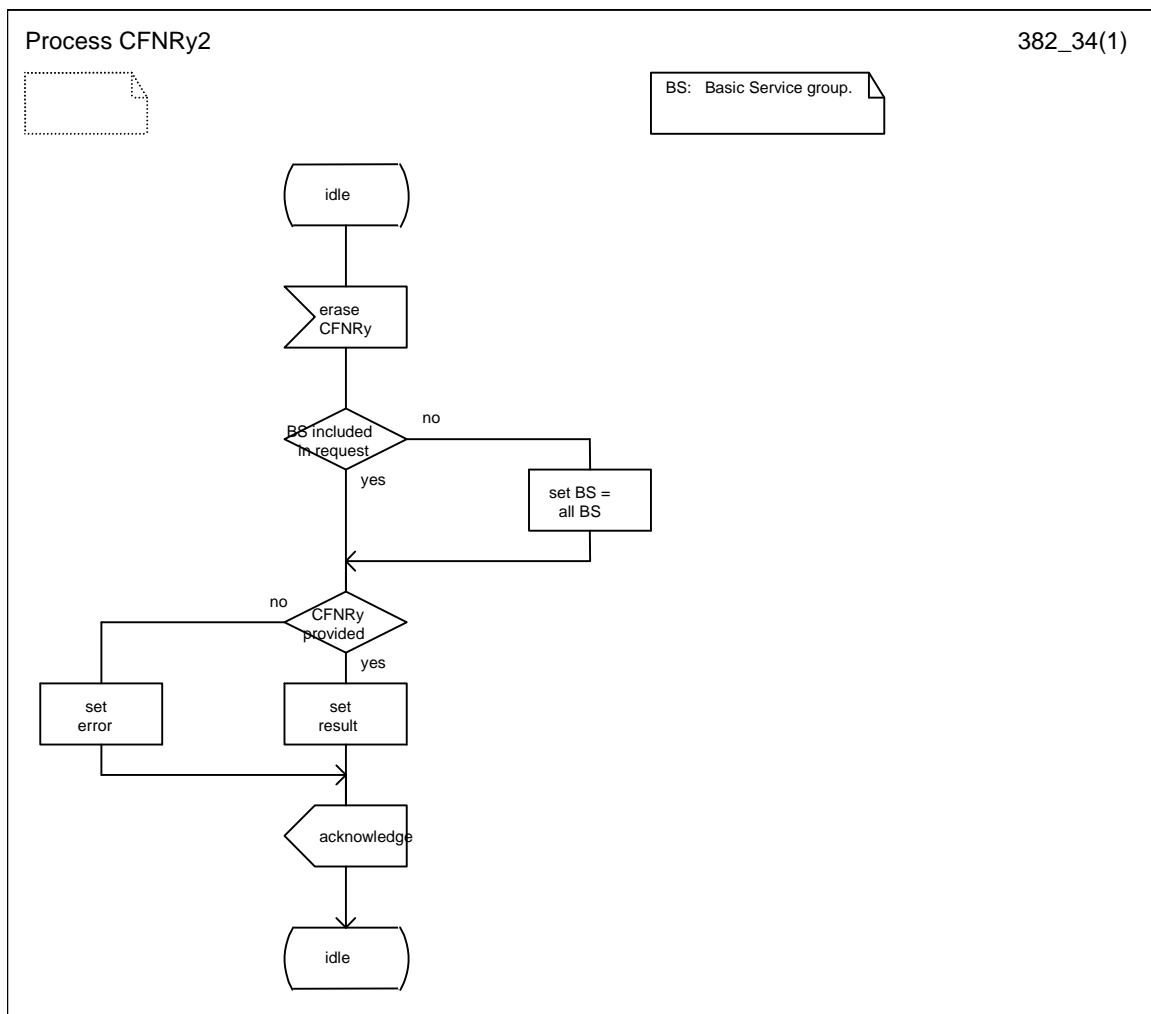 Process CFNRy2
382_34(1)
BS: Basic Service group.
idle
erase
CFNRy
BS included
in request
no
yes
set BS =
all BS
CFNRy
provided
no
yes
set
error
set
result
acknowledge
idle